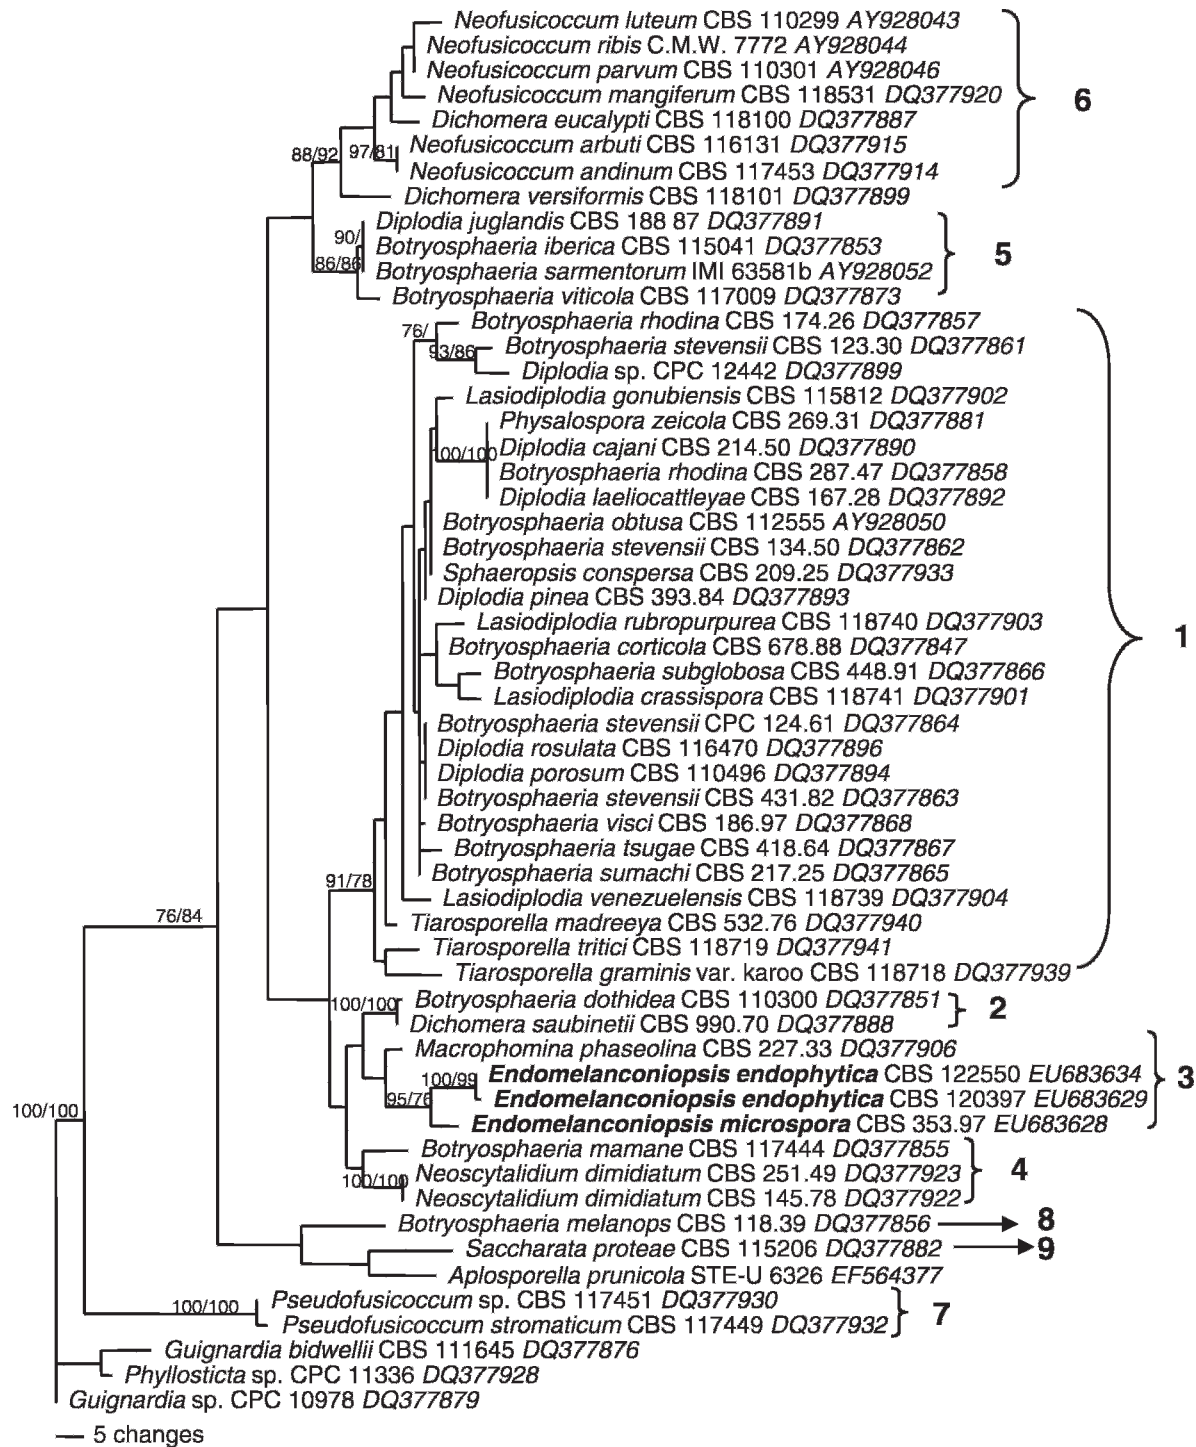 Neofusicoccum luteum CBS 110299 AY928043
Neofusicoccum ribis C.M.W. 7772 AY928044
Neofusicoccum parvum CBS 110301 AY928046
Neofusicoccum mangiferum CBS 118531 DQ377920
6
Dichomera eucalypti CBS 118100 DQ377887
Neofusicoccum arbuti CBS 116131 DQ377915
88/92 97/81
Neofusicoccum andinum CBS 117453 DQ377914
Dichomera versiformis CBS 118101 DQ377899
Diplodia juglandis CBS 188 87 DQ377891
90/
Botryosphaeria iberica CBS 115041 DQ377853
5
86/86
Botryosphaeria sarmentorum IMI 63581b AY928052
Botryosphaeria viticola CBS 117009 DQ377873
Botryosphaeria rhodina CBS 174.26 DQ377857
76/
93/86
Botryosphaeria stevensii CBS 123.30 DQ377861
Diplodia sp. CPC 12442 DQ377899
Lasiodiplodia gonubiensis CBS 115812 DQ377902
Physalospora zeicola CBS 269.31 DQ377881
00/100
Diplodia cajani CBS 214.50 DQ377890
Botryosphaeria rhodina CBS 287.47 DQ377858
Diplodia laeliocattleyae CBS 167.28 DQ377892
Botryosphaeria obtusa CBS 112555 AY928050
Botryosphaeria stevensii CBS 134.50 DQ377862
Sphaeropsis conspersa CBS 209.25 DQ377933
Diplodia pinea CBS 393.84 DQ377893
Lasiodiplodia rubropurpurea CBS 118740 DQ377903
1
Botryosphaeria corticola CBS 678.88 DQ377847
Botryosphaeria subglobosa CBS 448.91 DQ377866
Lasiodiplodia crassispora CBS 118741 DQ377901
Botryosphaeria stevensii CPC 124.61 DQ377864
Diplodia rosulata CBS 116470 DQ377896
Diplodia porosum CBS 110496 DQ377894
Botryosphaeria stevensii CBS 431.82 DQ377863
Botryosphaeria visci CBS 186.97 DQ377868
Botryosphaeria tsugae CBS 418.64 DQ377867
Botryosphaeria sumachi CBS 217.25 DQ377865
91/78
Lasiodiplodia venezuelensis CBS 118739 DQ377904
76/84
Tiarosporella madreeya CBS 532.76 DQ377940
Tiarosporella tritici CBS 118719 DQ377941
Tiarosporella graminis var. karoo CBS 118718 DQ377939
100/100
Botryosphaeria dothidea CBS 110300 DQ377851
2
Dichomera saubinetii CBS 990.70 DQ377888
Macrophomina phaseolina CBS 227.33 DQ377906
100/99
Endomelanconiopsis endophytica CBS 122550 EU683634
3
95/76
Endomelanconiopsis endophytica CBS 120397 EU683629
100/100
Endomelanconiopsis microspora CBS 353.97 EU683628
Botryosphaeria mamane CBS 117444 DQ377855
100/100
Neoscytalidium dimidiatum CBS 251.49 DQ377923
4
Neoscytalidium dimidiatum CBS 145.78 DQ377922
Botryosphaeria melanops CBS 118.39 DQ377856
8
Saccharata proteae CBS 115206 DQ377882
9
Aplosporella prunicola STE-U 6326 EF564377
100/100
Pseudofusicoccum sp. CBS 117451 DQ377930
7
Pseudofusicoccum stromaticum CBS 117449 DQ377932
Guignardia bidwellii CBS 111645 DQ377876
Phyllosticta sp. CPC 11336 DQ377928
Guignardia sp. CPC 10978 DQ377879
5 changes